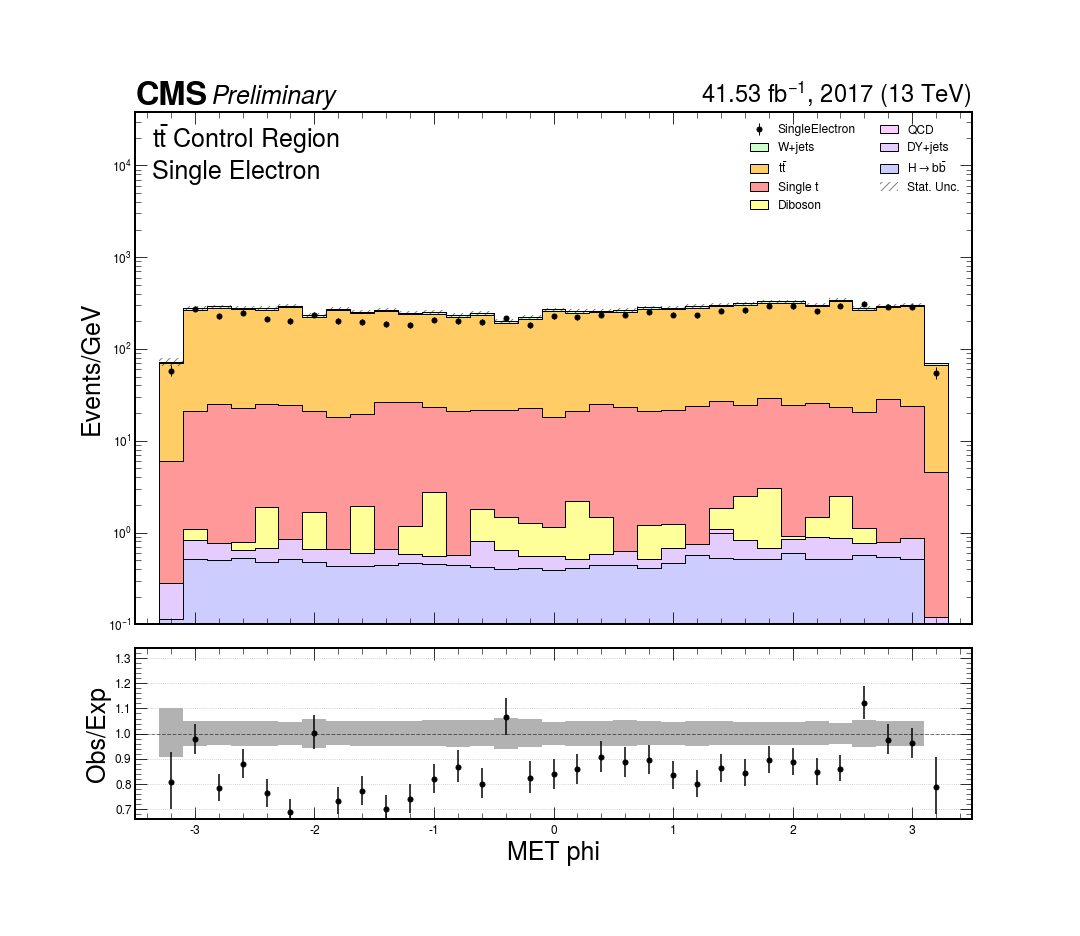 CMS Preliminary 41.53 fb⁻¹, 2017 (13 TeV)
tt̄ Control Region
Single Electron
SingleElectron
W+jets
tt̄
Single t
Diboson
QCD
DY+jets
H→bb̄
Stat. Unc.
Events/GeV
10⁴
10³
10²
10¹
10⁰
10⁻¹
Obs/Exp
1.3
1.2
1.1
1.0
0.9
0.8
0.7
-3 -2 -1 0 1 2 3
MET phi